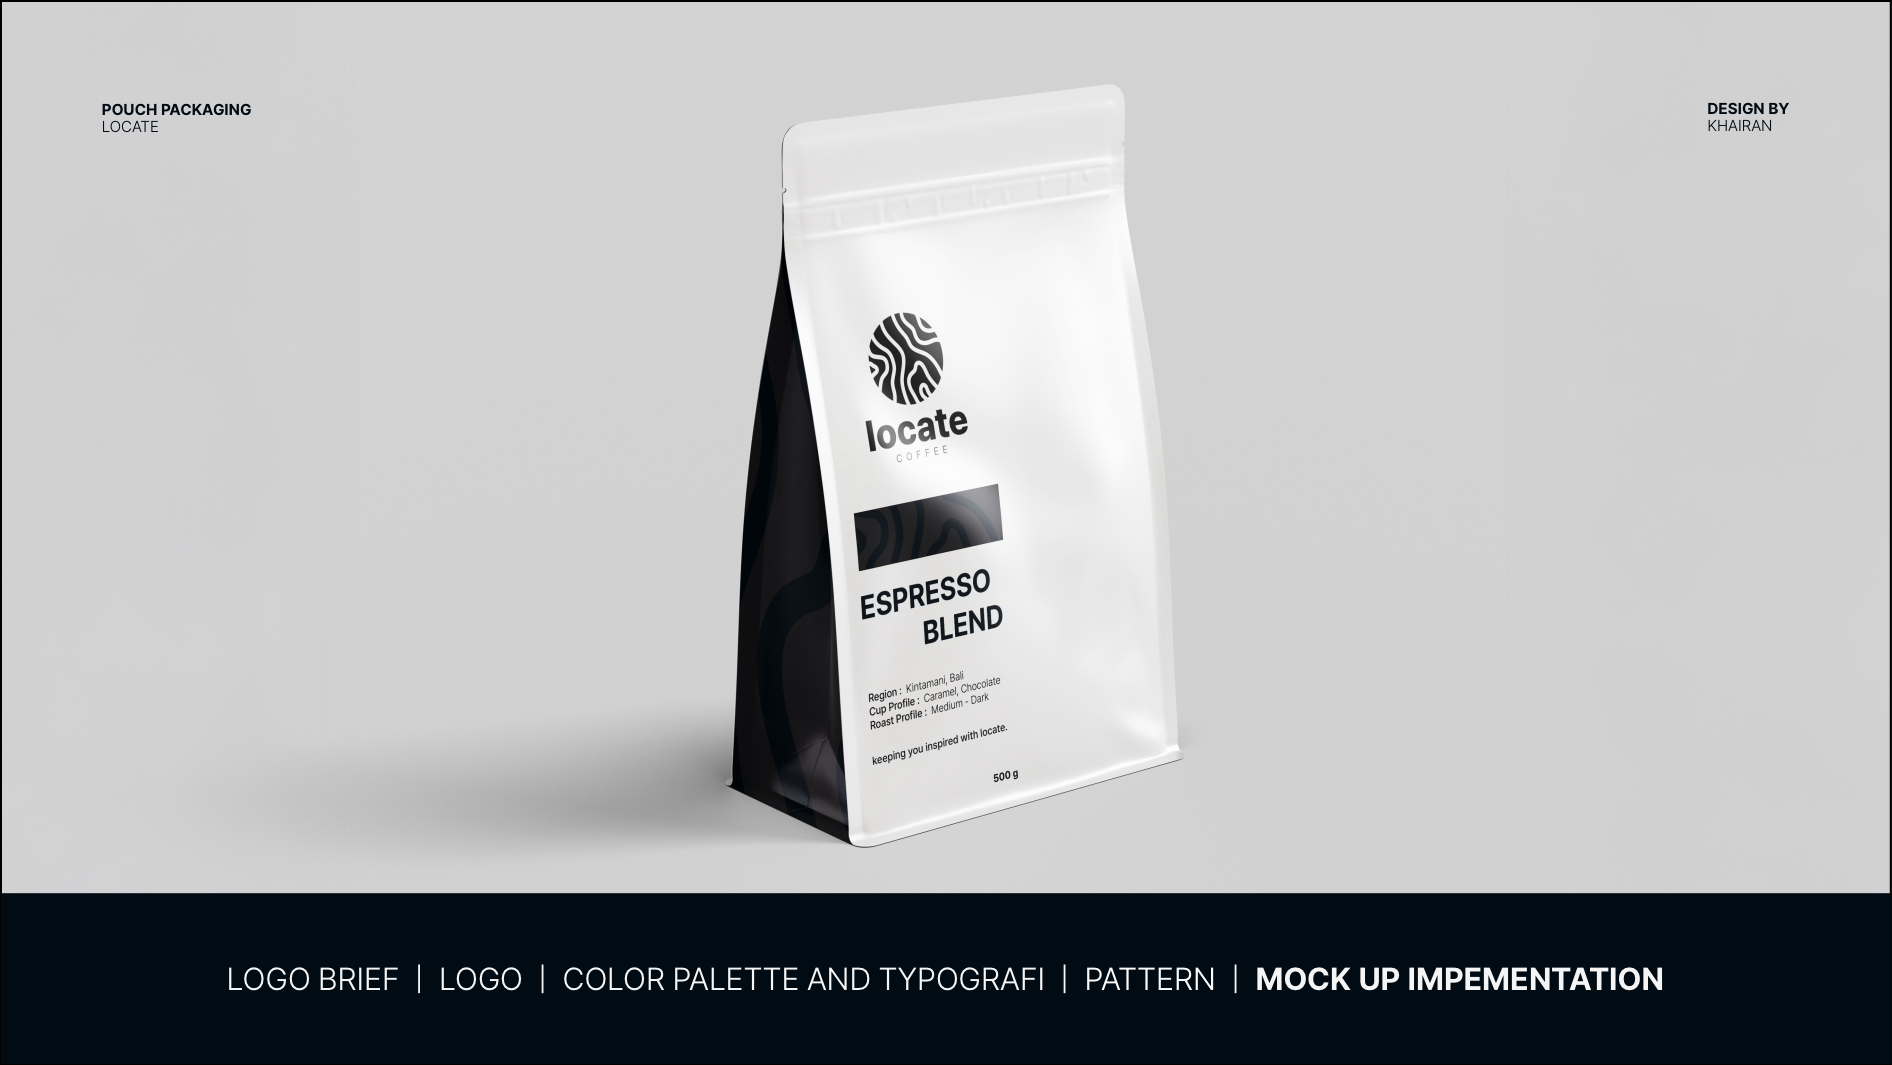 POUCH PACKAGING
LOCATE
DESIGN BY
KHAIRAN
locate
COFFEE
ESPRESSO
BLEND
Region : Kintamani, Bali
Cup Profile : Caramel, Chocolate
Roast Profile : Medium - Dark
keeping you inspired with locate.
500 g
LOGO BRIEF | LOGO | COLOR PALETTE AND TYPOGRAFI | PATTERN | MOCK UP IMPEMENTATION